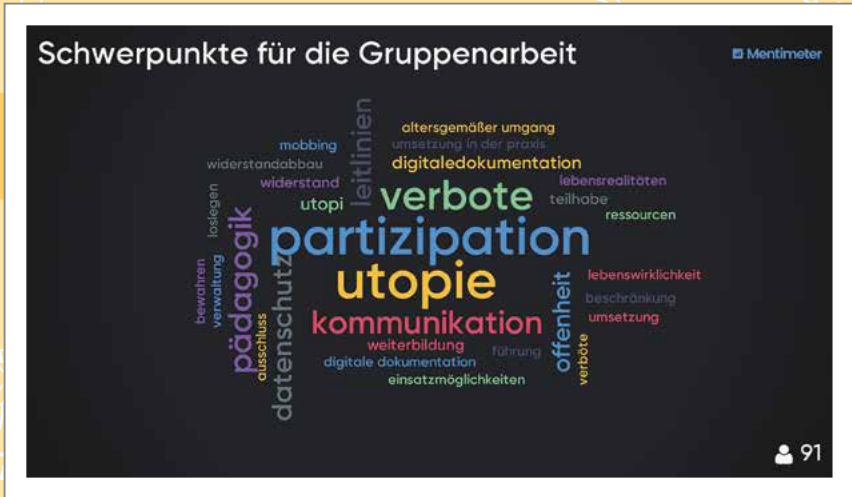 Schwerpunkte für die Gruppenarbeit
Mentimeter
altersgemäßer umgang
mobbing
umsetzung in der praxis
leitlinien
widerstandabbau
digitaledokumentation
widerstand
lebensrealitäten
verbote
utopi
teilhabe
loslegen
ressourcen
pädagogik
partizipation
bewahren
verwaltung
datenschutz
utopie
offenheit
lebenswirklichkeit
beschränkung
ausschluss
kommunikation
umsetzung
weiterbildung
führung
verböte
digitale dokumentation
einsatzmöglichkeiten
91